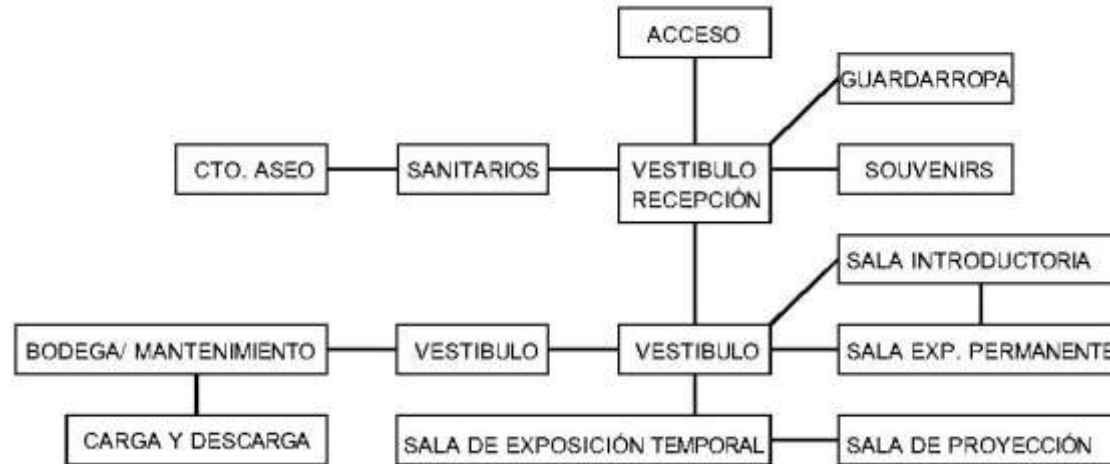 ACCESO
GUARDARROPA
CTO. ASEO
SANITARIOS
VESTIBULO
RECEPCIÓN
SOUVENIRS
SALA INTRODUCTORIA
BODEGA/ MANTENIMIENTO
VESTIBULO
VESTIBULO
SALA EXP. PERMANENTE
CARGA Y DESCARGA
SALA DE EXPOSICIÓN TEMPORAL
SALA DE PROYECCIÓN